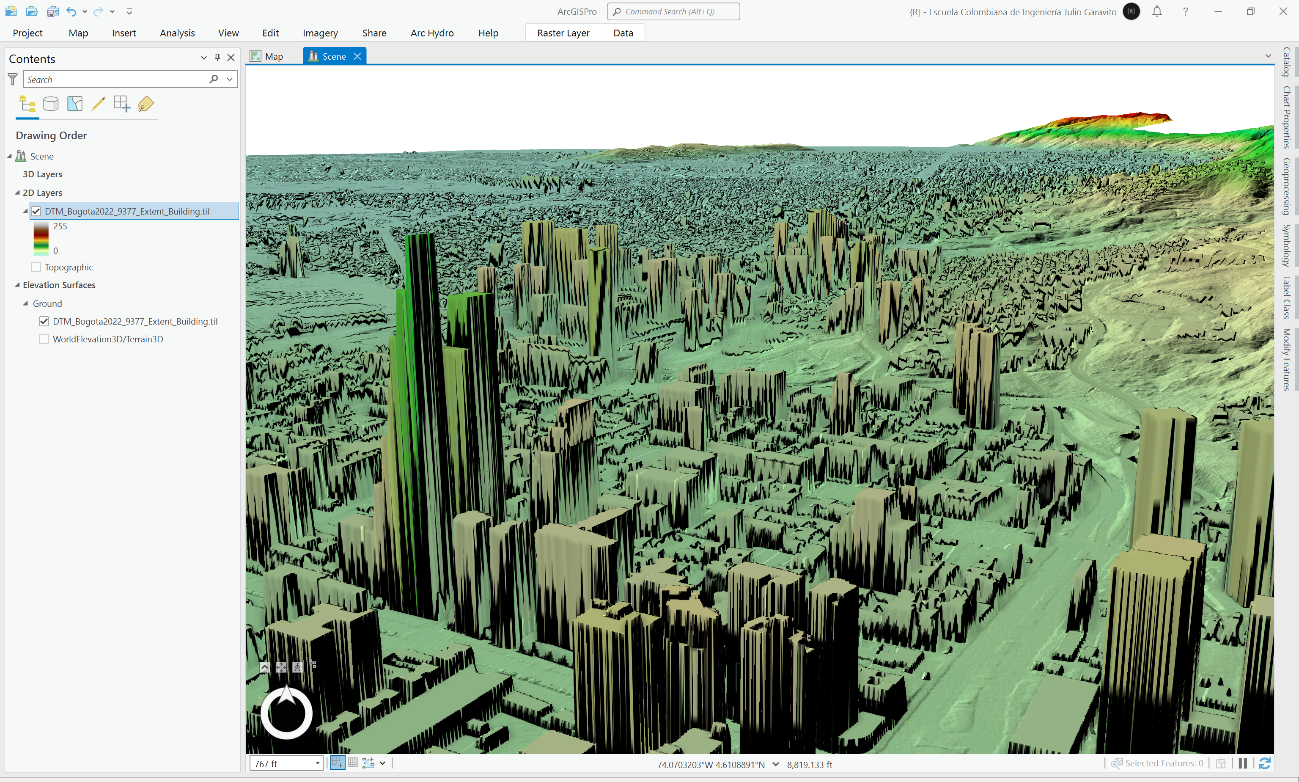 ArcGISPro
Command Search (Alt+Q)
(R) - Escuela Colombiana de Ingeniería Julio Garavito
(R)
Project Map Insert Analysis View Edit Imagery Share Arc Hydro Help Raster Layer Data
Contents
Map
Scene
Search
Drawing Order
Scene
3D Layers
2D Layers
DTM_Bogota2022_9377_Extent_Building.tif
255
0
Topographic
Elevation Surfaces
Ground
DTM_Bogota2022_9377_Extent_Building.tif
WorldElevation3D/Terrain3D
Catalog
Chart Properties
Geoprocessing
Symbology
Label Class
Modify Features
767 ft
74.0703203°W 4.6108891°N
8,819.133 ft
Selected Features: 0